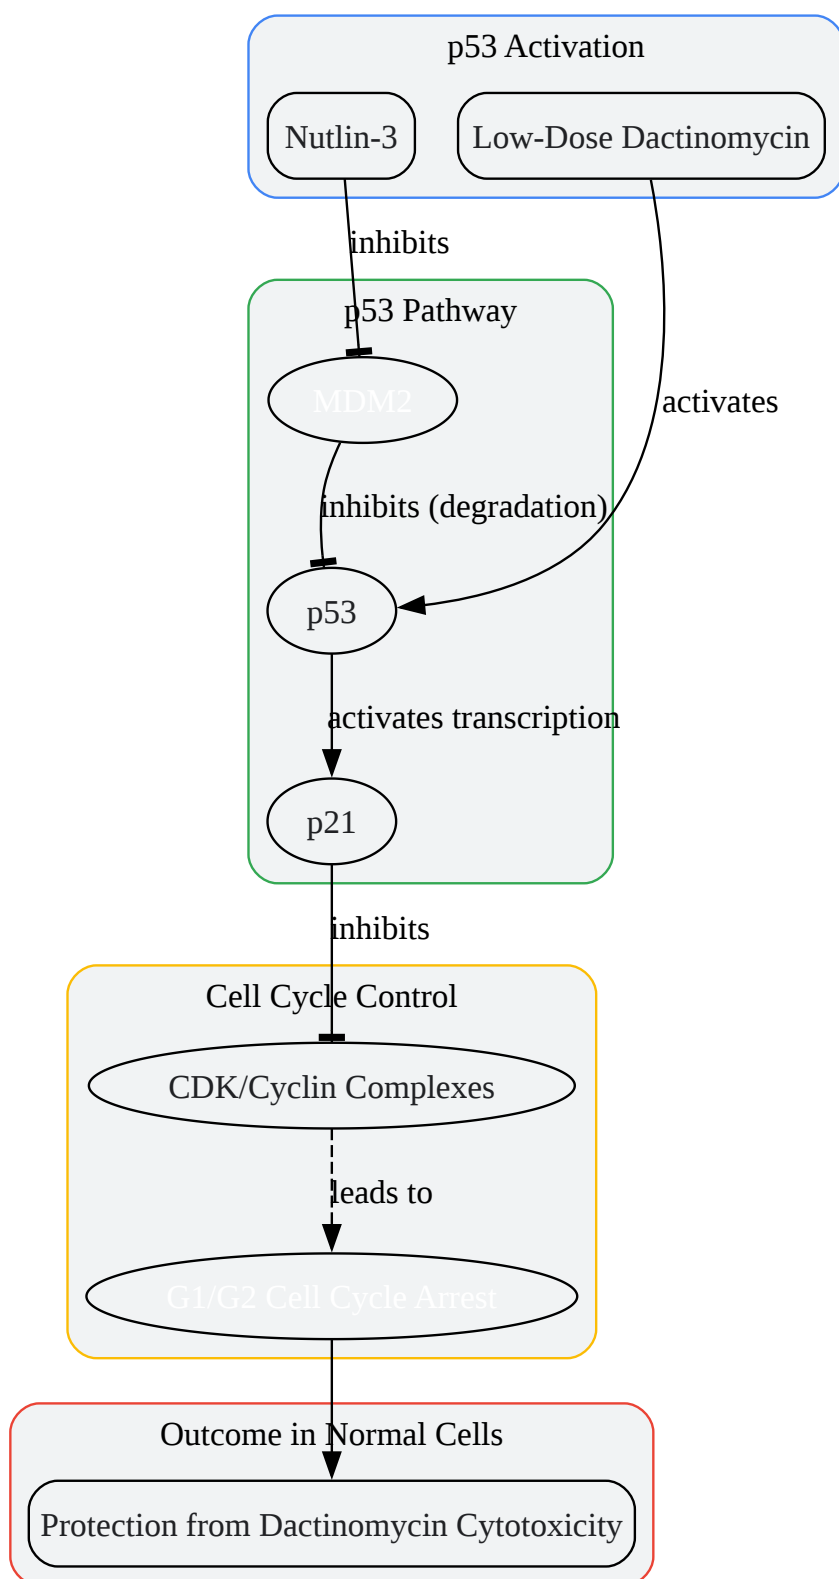 p53 Activation
Nutlin-3
Low-Dose Dactinomycin
inhibits
p53 Pathway
MDM2
activates
inhibits (degradation)
p53
activates transcription
p21
inhibits
Cell Cycle Control
CDK/Cyclin Complexes
leads to
G1/G2 Cell Cycle Arrest
Outcome in Normal Cells
Protection from Dactinomycin Cytotoxicity